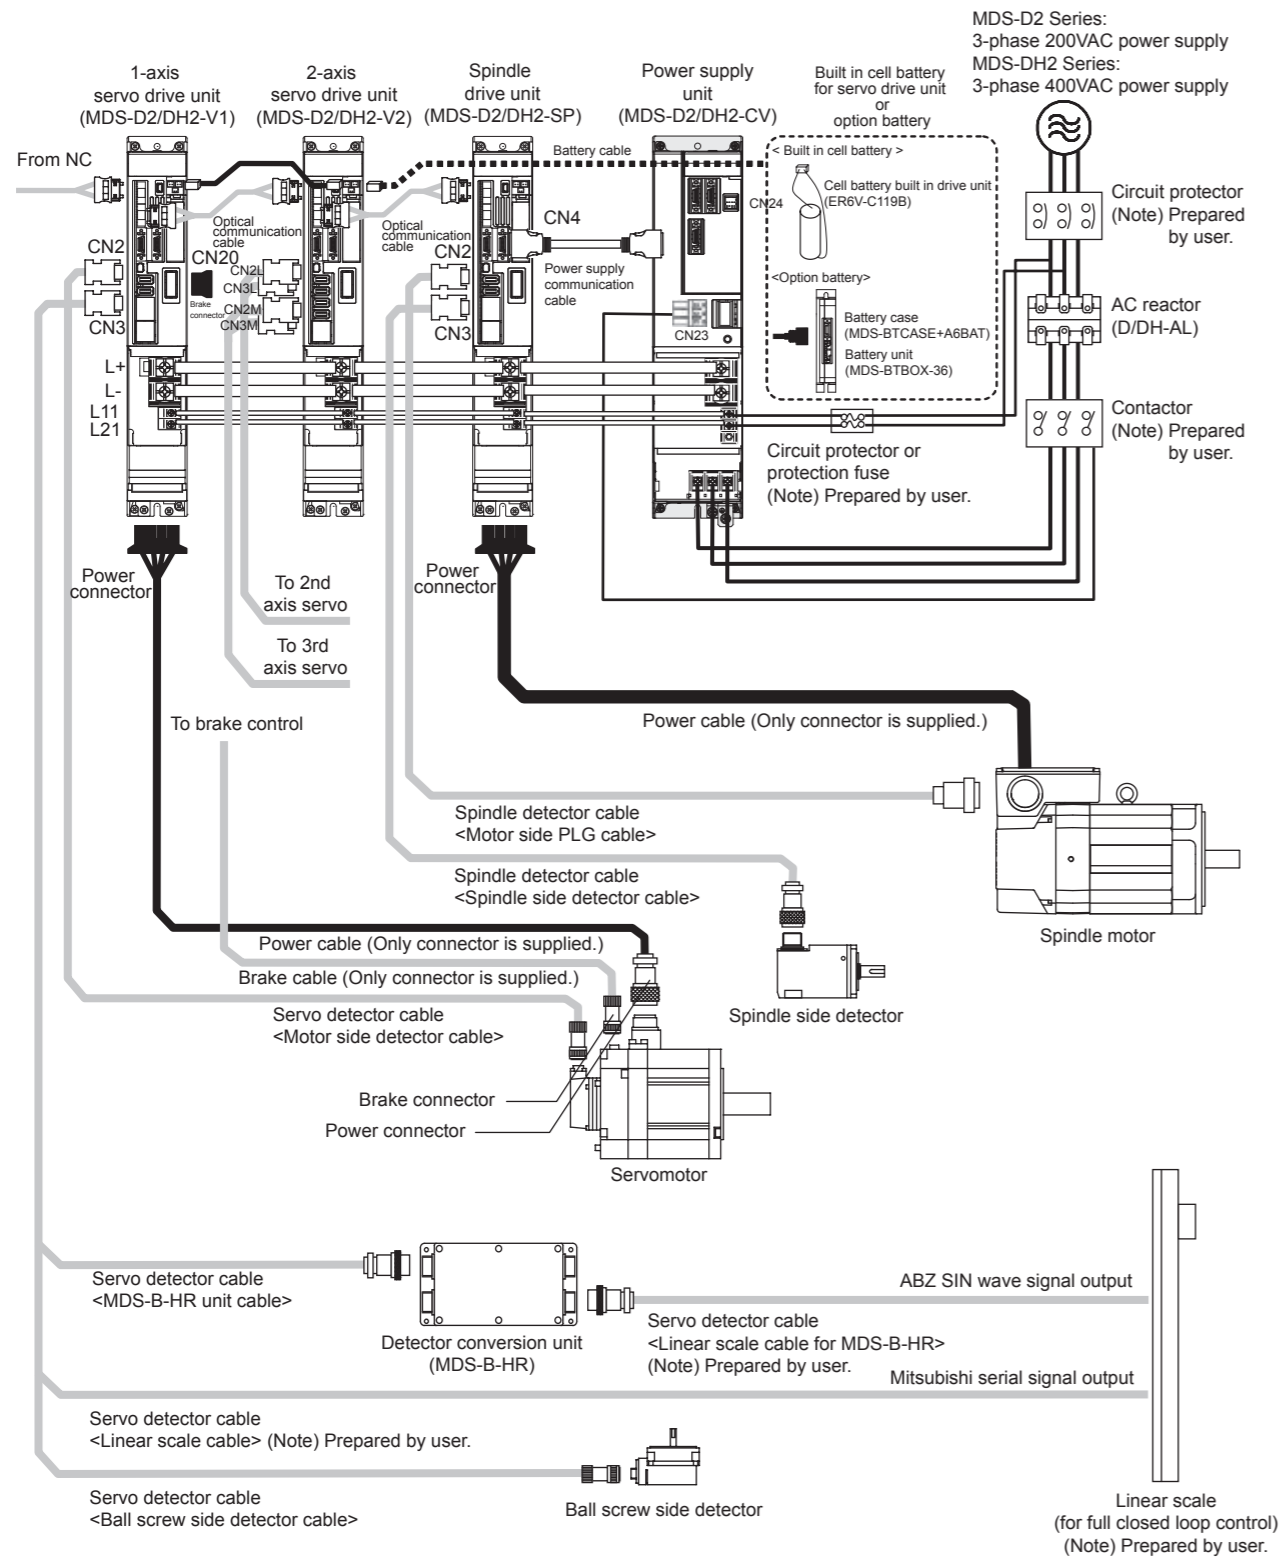 MDS-D2 Series:
3-phase 200VAC power supply
MDS-DH2 Series:
3-phase 400VAC power supply
1-axis
servo drive unit
(MDS-D2/DH2-V1)
2-axis
servo drive unit
(MDS-D2/DH2-V2)
Spindle
drive unit
(MDS-D2/DH2-SP)
Power supply
unit
(MDS-D2/DH2-CV)
Built in cell battery
for servo drive unit
or
option battery
From NC
Battery cable
< Built in cell battery >
Cell battery built in drive unit
(ER6V-C119B)
<Option battery>
Battery case
(MDS-BTCASE+A6BAT)
Battery unit
(MDS-BTBOX-36)
Circuit protector
(Note) Prepared
by user.
AC reactor
(D/DH-AL)
Contactor
(Note) Prepared
by user.
Optical
communication
cable
Optical
communication
cable
CN2
CN3
CN20
Brake
connector
CN2L
CN3L
CN2M
CN3M
CN2
CN3
CN4
Power supply
communication
cable
CN24
CN23
L+
L-
L11
L21
Circuit protector or
protection fuse
(Note) Prepared by user.
Power
connector
Power
connector
To 2nd
axis servo
To 3rd
axis servo
To brake control
Power cable (Only connector is supplied.)
Spindle detector cable
<Motor side PLG cable>
Spindle detector cable
<Spindle side detector cable>
Spindle motor
Power cable (Only connector is supplied.)
Brake cable (Only connector is supplied.)
Servo detector cable
<Motor side detector cable>
Spindle side detector
Brake connector
Power connector
Servomotor
Servo detector cable
<MDS-B-HR unit cable>
Detector conversion unit
(MDS-B-HR)
ABZ SIN wave signal output
Servo detector cable
<Linear scale cable for MDS-B-HR>
(Note) Prepared by user.
Mitsubishi serial signal output
Servo detector cable
<Linear scale cable> (Note) Prepared by user.
Servo detector cable
<Ball screw side detector cable>
Ball screw side detector
Linear scale
(for full closed loop control)
(Note) Prepared by user.